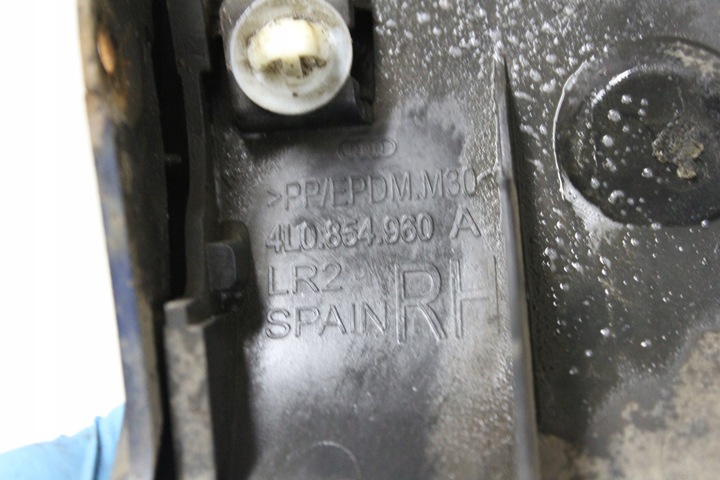 >PP/EPDM.M30<
4L0.854.960 A
LR2
SPAIN RH